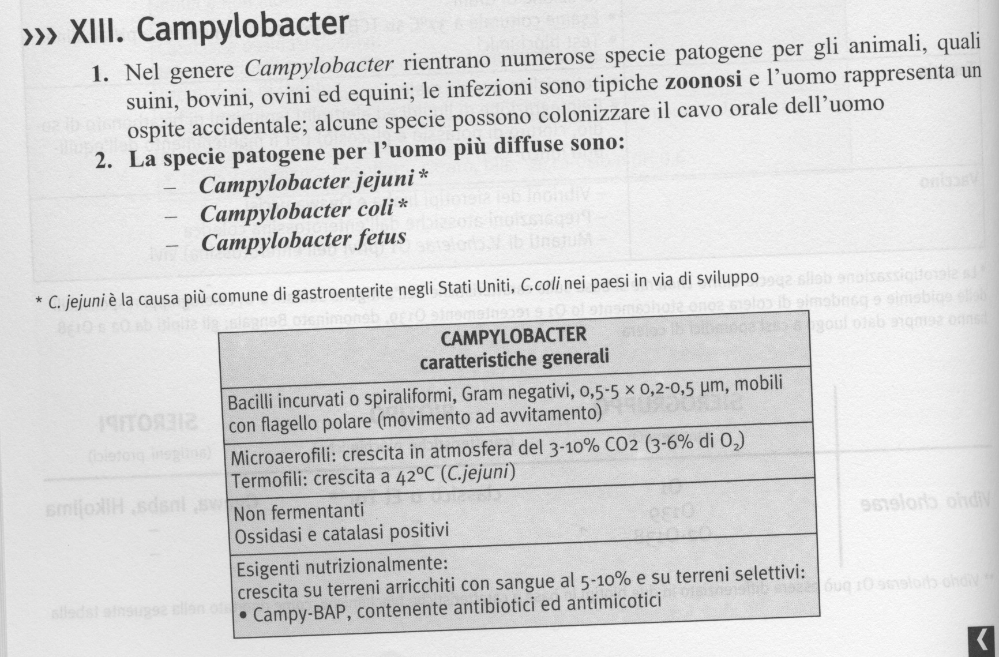 ››› XIII. Campylobacter
1. Nel genere Campylobacter rientrano numerose specie patogene per gli animali, quali
suini, bovini, ovini ed equini; le infezioni sono tipiche zoonosi e l’uomo rappresenta un
ospite accidentale; alcune specie possono colonizzare il cavo orale dell’uomo
2. La specie patogene per l’uomo più diffuse sono:
– Campylobacter jejuni*
– Campylobacter coli*
– Campylobacter fetus
* C. jejuni è la causa più comune di gastroenterite negli Stati Uniti, C.coli nei paesi in via di sviluppo
CAMPYLOBACTER
caratteristiche generali
Bacilli incurvati o spiraliformi, Gram negativi, 0,5-5 × 0,2-0,5 µm, mobili
con flagello polare (movimento ad avvitamento)
Microaerofili: crescita in atmosfera del 3-10% CO2 (3-6% di O₂)
Termofili: crescita a 42°C (C.jejuni)
Non fermentanti
Ossidasi e catalasi positivi
Esigenti nutrizionalmente:
crescita su terreni arricchiti con sangue al 5-10% e su terreni selettivi:
• Campy-BAP, contenente antibiotici ed antimicotici